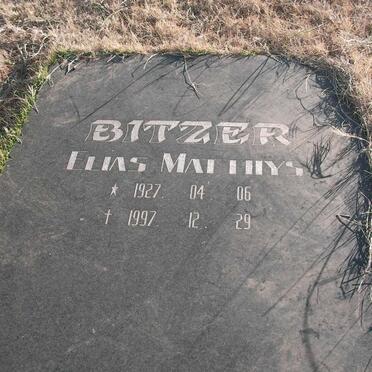 BITZER
ELIAS MATTHYS
* 1927. 04. 06
† 1997. 12. 29